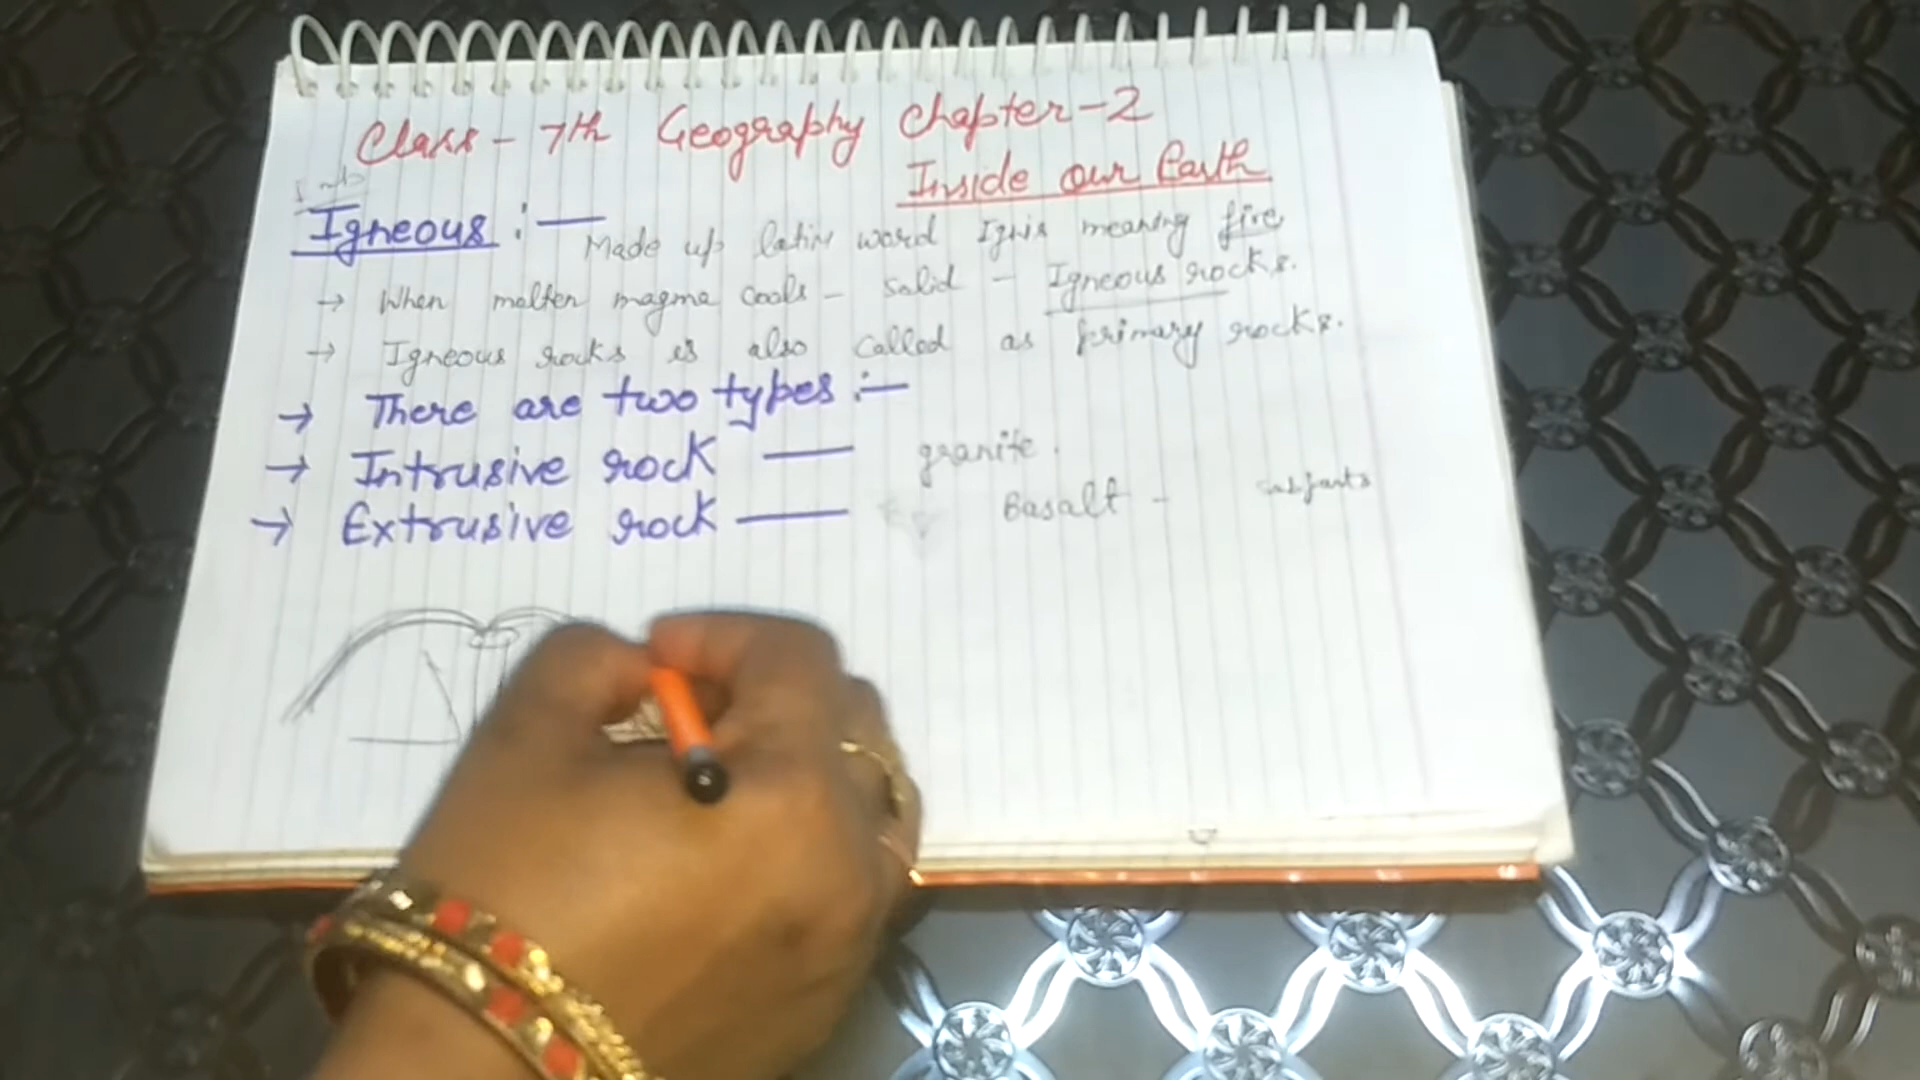 Class - 7th Geography Chapter-2
Inside our Earth
Igneous :— Made up latin word Ignis meaning fire
→ When molten magma cools - solid - Igneous rocks.
→ Igneous rocks is also called as primary rocks.
→ There are two types :—
→ Intrusive rock — granite.
→ Extrusive rock — Basalt -